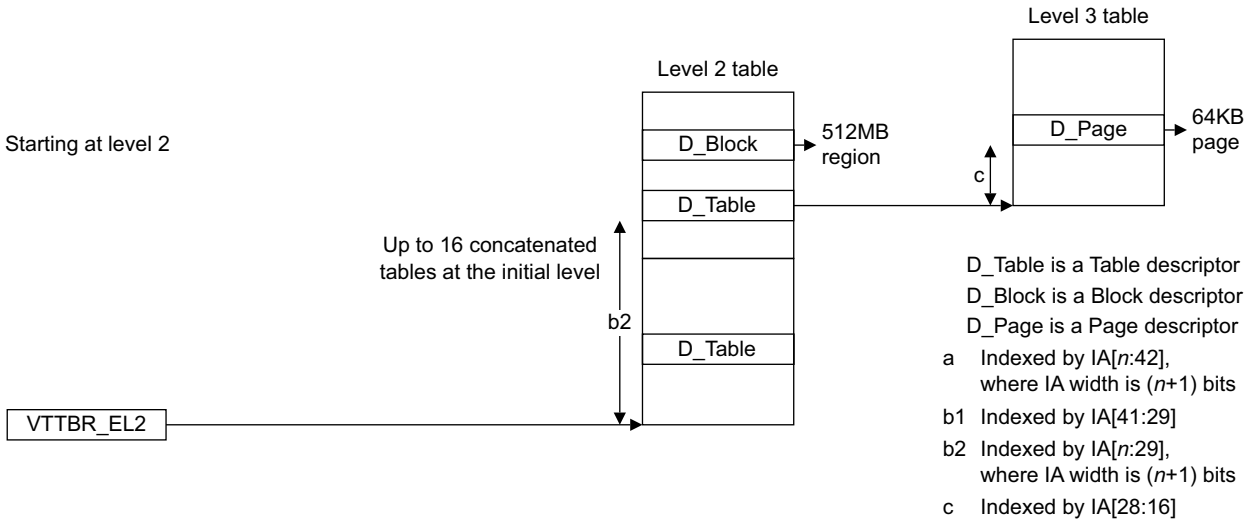 Level 3 table
Level 2 table
Starting at level 2
D_Block
512MB
region
D_Page
64KB
page
c
D_Table
Up to 16 concatenated
tables at the initial level
b2
D_Table
VTTBR_EL2
D_Table is a Table descriptor
D_Block is a Block descriptor
D_Page is a Page descriptor
a Indexed by IA[n:42],
where IA width is (n+1) bits
b1 Indexed by IA[41:29]
b2 Indexed by IA[n:29],
where IA width is (n+1) bits
c Indexed by IA[28:16]